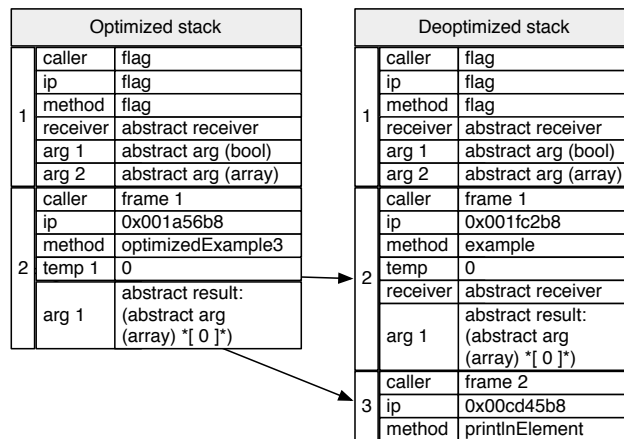 Optimized stack
1
caller flag
ip flag
method flag
receiver abstract receiver
arg 1 abstract arg (bool)
arg 2 abstract arg (array)
2
caller frame 1
ip 0x001a56b8
method optimizedExample3
temp 1 0
arg 1 abstract result:
(abstract arg
(array) *[ 0 ]*)
Deoptimized stack
1
caller flag
ip flag
method flag
receiver abstract receiver
arg 1 abstract arg (bool)
arg 2 abstract arg (array)
2
caller frame 1
ip 0x001fc2b8
method example
temp 0
receiver abstract receiver
arg 1 abstract result:
(abstract arg
(array) *[ 0 ]*)
3
caller frame 2
ip 0x00cd45b8
method printlnElement